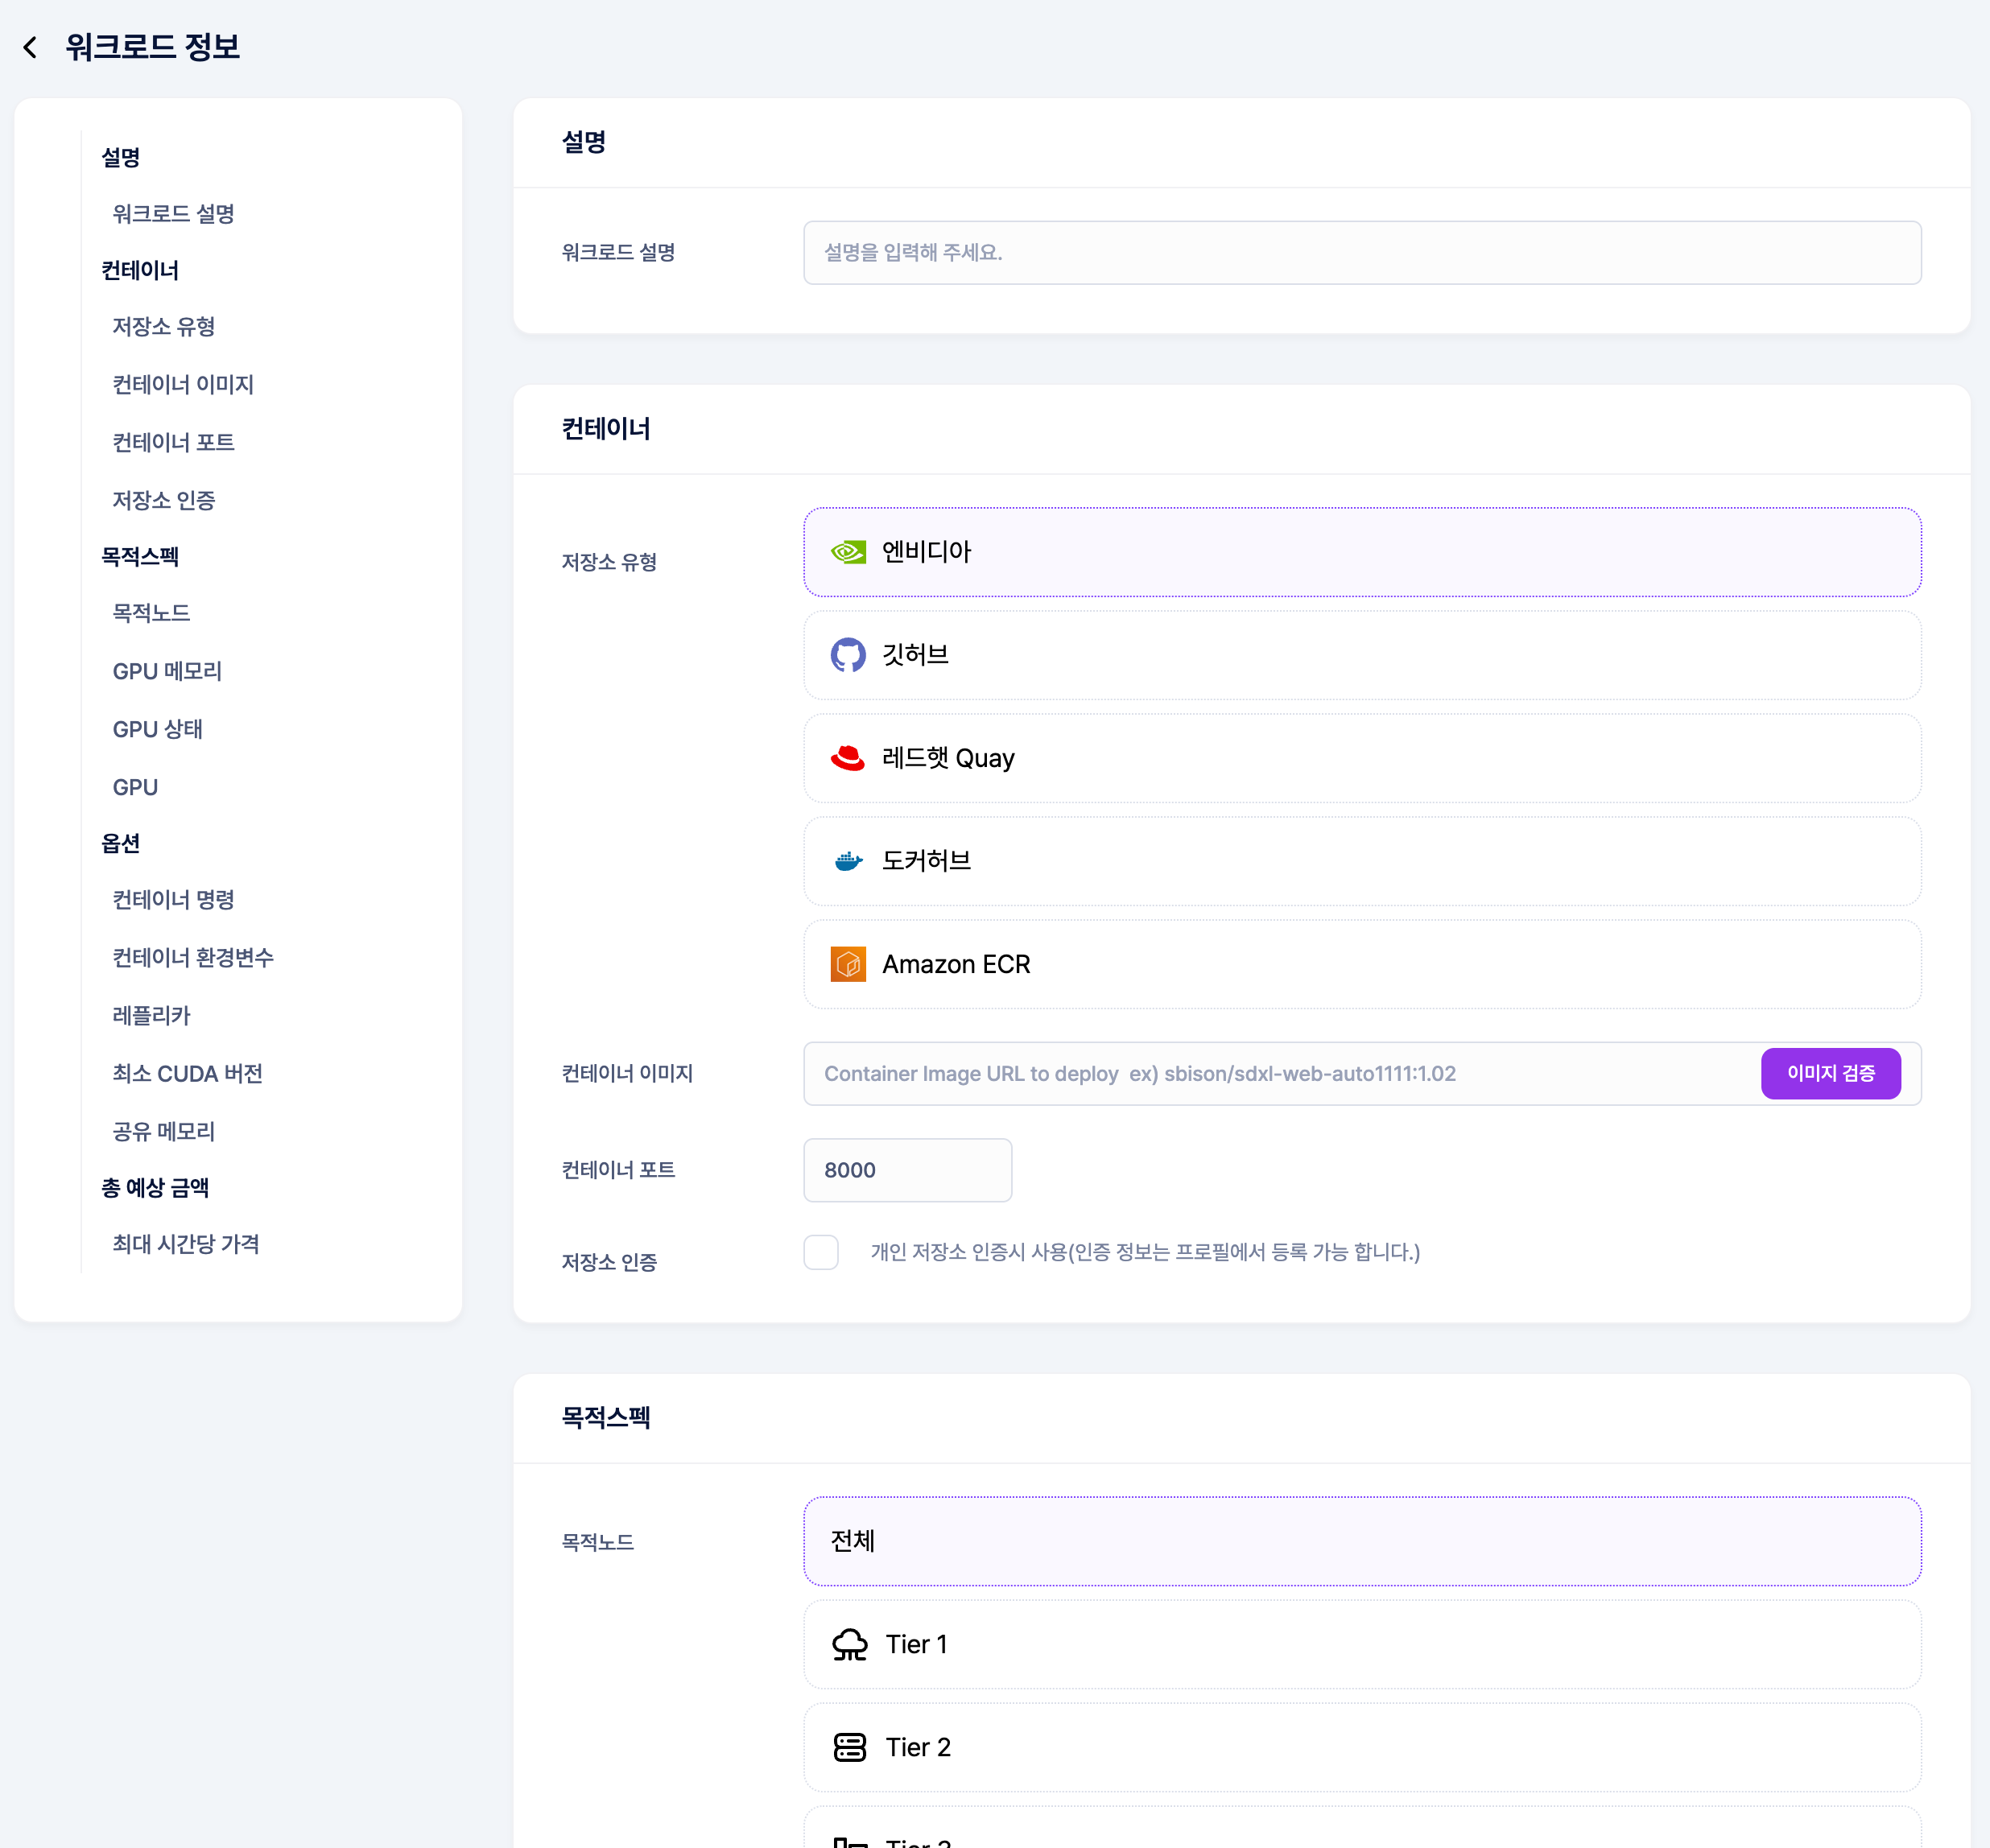 워크로드 정보
설명
워크로드 설명
컨테이너
저장소 유형
컨테이너 이미지
컨테이너 포트
저장소 인증
목적스펙
목적노드
GPU 메모리
GPU 상태
GPU
옵션
컨테이너 명령
컨테이너 환경변수
레플리카
최소 CUDA 버전
공유 메모리
총 예상 금액
최대 시간당 가격
설명
워크로드 설명 설명을 입력해 주세요.
컨테이너
저장소 유형 엔비디아
깃허브
레드햇 Quay
도커허브
Amazon ECR
컨테이너 이미지 Container Image URL to deploy ex) sbison/sdxl-web-auto1111:1.02 이미지 검증
컨테이너 포트 8000
저장소 인증 개인 저장소 인증시 사용(인증 정보는 프로필에서 등록 가능 합니다.)
목적스펙
목적노드 전체
Tier 1
Tier 2